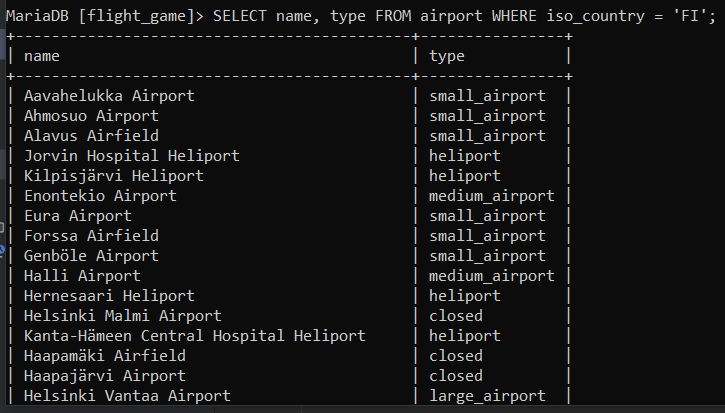 MariaDB [flight_game]> SELECT name, type FROM airport WHERE iso_country = 'FI';
+------------------------------------------+----------------+
| name                                     | type           |
+------------------------------------------+----------------+
| Aavahelukka Airport                      | small_airport  |
| Ahmosuo Airport                          | small_airport  |
| Alavus Airfield                          | small_airport  |
| Jorvin Hospital Heliport                 | heliport       |
| Kilpisjärvi Heliport                     | heliport       |
| Enontekio Airport                        | medium_airport |
| Eura Airport                             | small_airport  |
| Forssa Airfield                          | small_airport  |
| Genböle Airport                          | small_airport  |
| Halli Airport                            | medium_airport |
| Hernesaari Heliport                      | heliport       |
| Helsinki Malmi Airport                   | closed         |
| Kanta-Hämeen Central Hospital Heliport   | heliport       |
| Haapamäki Airfield                       | closed         |
| Haapajärvi Airport                       | closed         |
| Helsinki Vantaa Airport                  | large_airport  |